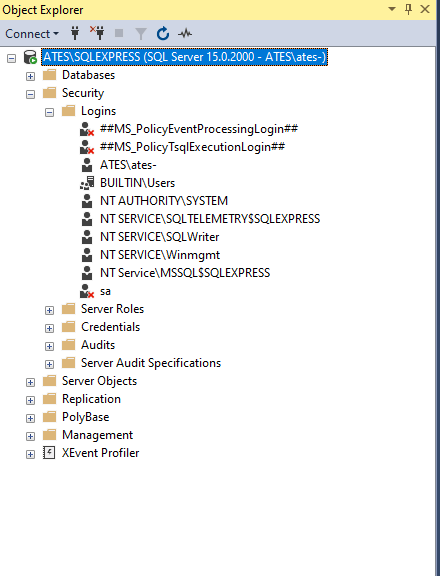 Object Explorer
Connect
ATES\SQLEXPRESS (SQL Server 15.0.2000 - ATES\ates-)
Databases
Security
Logins
##MS_PolicyEventProcessingLogin##
##MS_PolicyTsqlExecutionLogin##
ATES\ates-
BUILTIN\Users
NT AUTHORITY\SYSTEM
NT SERVICE\SQLTELEMETRY$SQLEXPRESS
NT SERVICE\SQLWriter
NT SERVICE\Winmgmt
NT Service\MSSQL$SQLEXPRESS
sa
Server Roles
Credentials
Audits
Server Audit Specifications
Server Objects
Replication
PolyBase
Management
XEvent Profiler